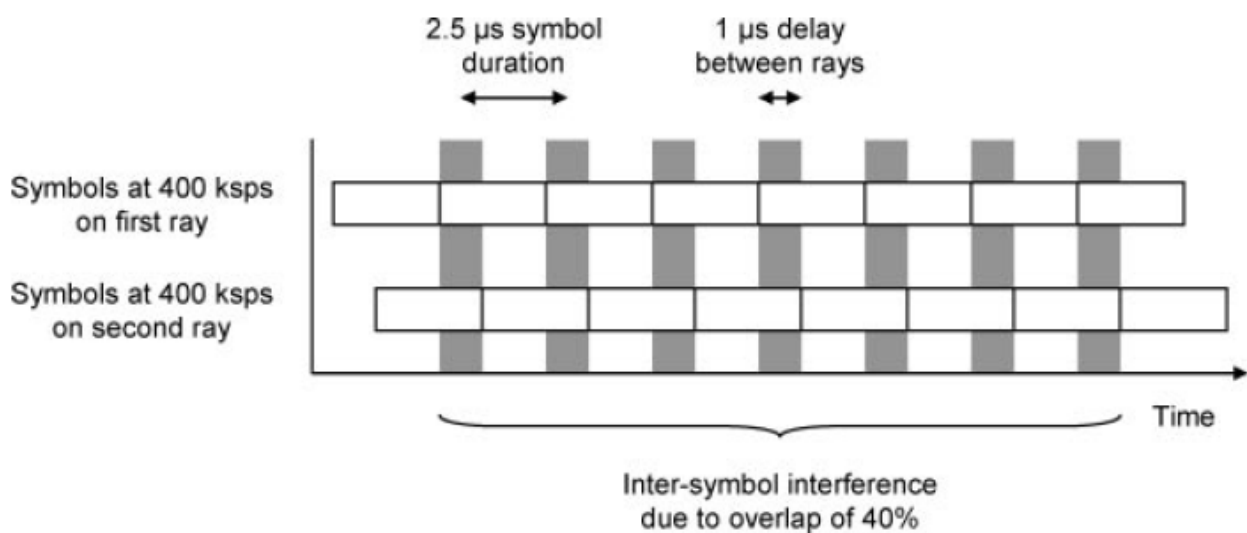 2.5 µs symbol
duration
1 µs delay
between rays
Symbols at 400 ksps
on first ray
Symbols at 400 ksps
on second ray
Time
Inter-symbol interference
due to overlap of 40%